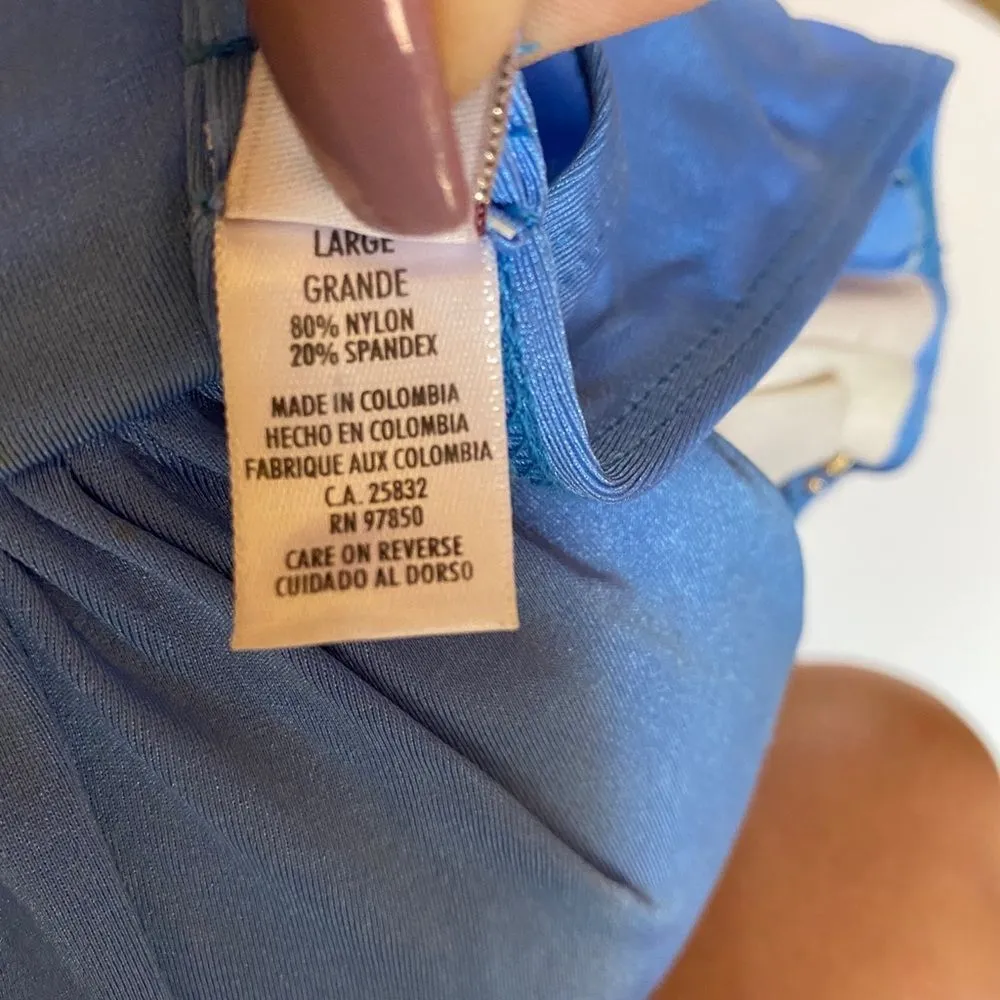 LARGE
GRANDE
80% NYLON
20% SPANDEX
MADE IN COLOMBIA
HECHO EN COLOMBIA
FABRIQUE AUX COLOMBIA
C.A. 25832
RN 97850
CARE ON REVERSE
CUIDADO AL DORSO